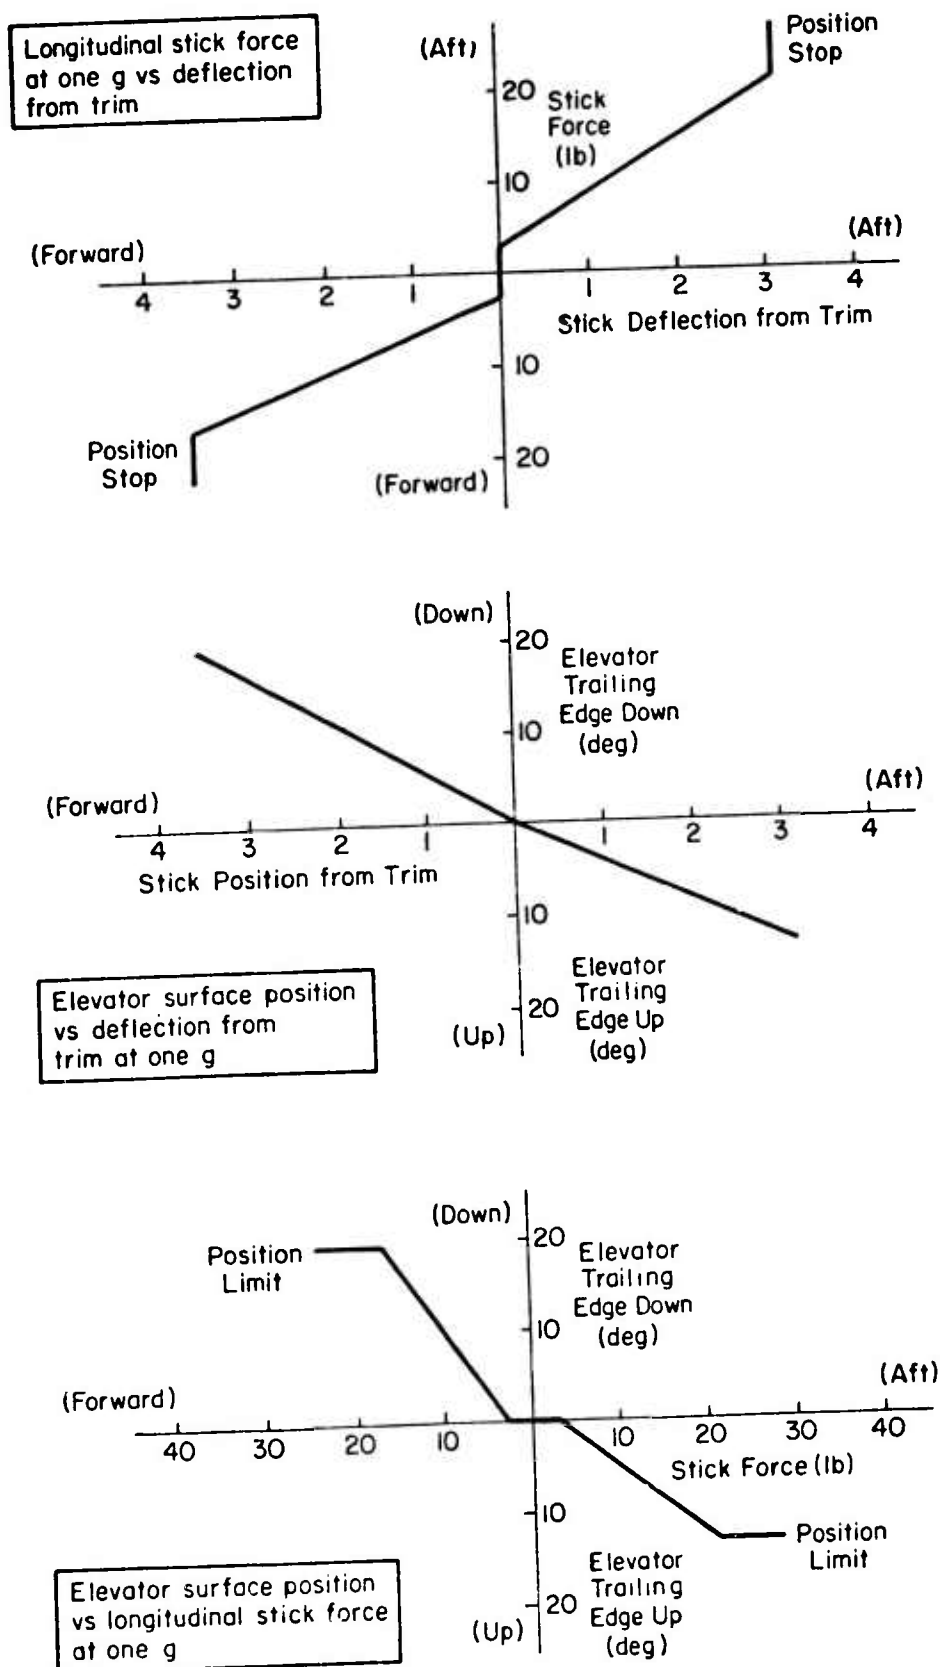 Longitudinal stick force
at one g vs deflection
from trim
(Aft)
Position
Stop
20
Stick
Force
(lb)
10
(Forward)
(Aft)
4
3
2
1
1
2
3
4
Stick Deflection from Trim
10
Position
Stop
20
(Forward)
(Down)
20
Elevator
Trailing
Edge Down
(deg)
10
(Forward)
(Aft)
4
3
2
1
1
2
3
4
Stick Position from Trim
10
Elevator
Trailing
Edge Up
(deg)
20
(Up)
Elevator surface position
vs deflection from
trim at one g
(Down)
20
Position
Limit
Elevator
Trailing
Edge Down
(deg)
10
(Forward)
(Aft)
40
30
20
10
10
20
30
40
Stick Force (lb)
10
Position
Limit
Elevator
Trailing
Edge Up
(deg)
20
(Up)
Elevator surface position
vs longitudinal stick force
at one g